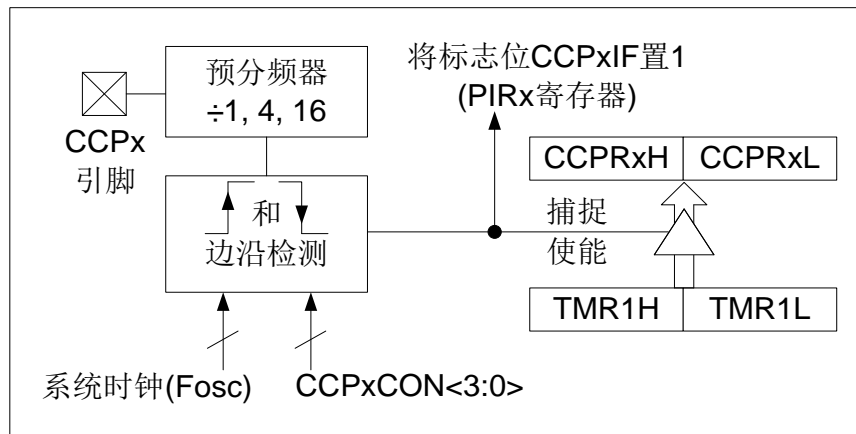 预分频器
÷1, 4, 16
CCPx
引脚
将标志位CCPxIF置1
(PIRx寄存器)
CCPRxH CCPRxL
和
边沿检测
捕捉
使能
TMR1H TMR1L
系统时钟(Fosc) CCPxCON<3:0>